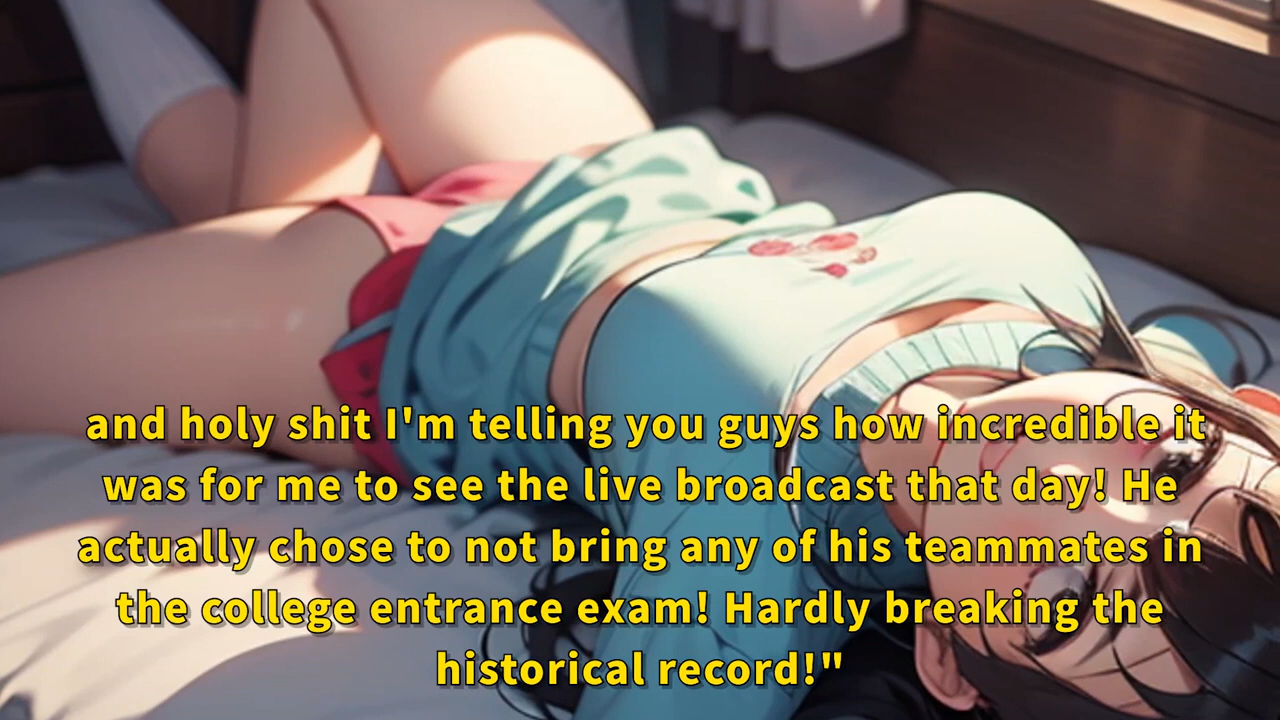 and holy shit I'm telling you guys how incredible it
was for me to see the live broadcast that day! He
actually chose to not bring any of his teammates in
the college entrance exam! Hardly breaking the
historical record!"